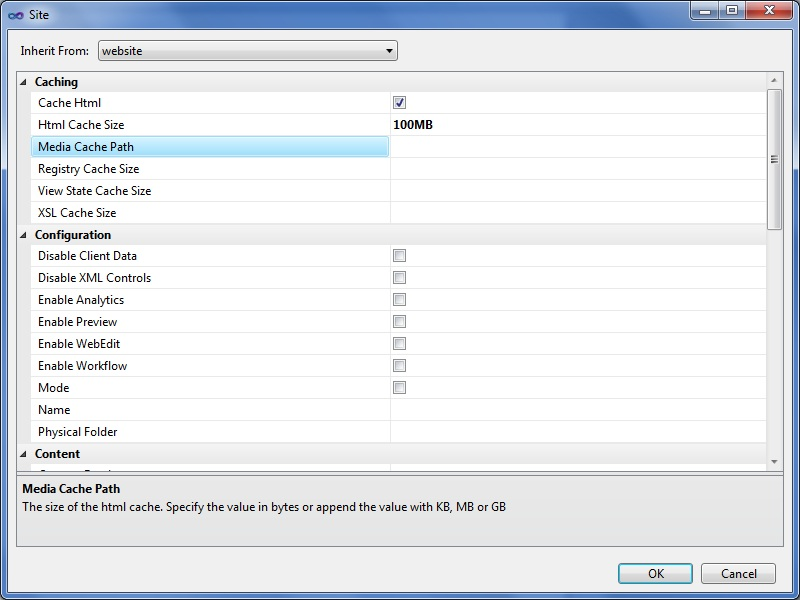 Site
Inherit From: website
Caching
Cache Html
Html Cache Size 100MB
Media Cache Path
Registry Cache Size
View State Cache Size
XSL Cache Size
Configuration
Disable Client Data
Disable XML Controls
Enable Analytics
Enable Preview
Enable WebEdit
Enable Workflow
Mode
Name
Physical Folder
Content
Media Cache Path
The size of the html cache. Specify the value in bytes or append the value with KB, MB or GB
OK Cancel